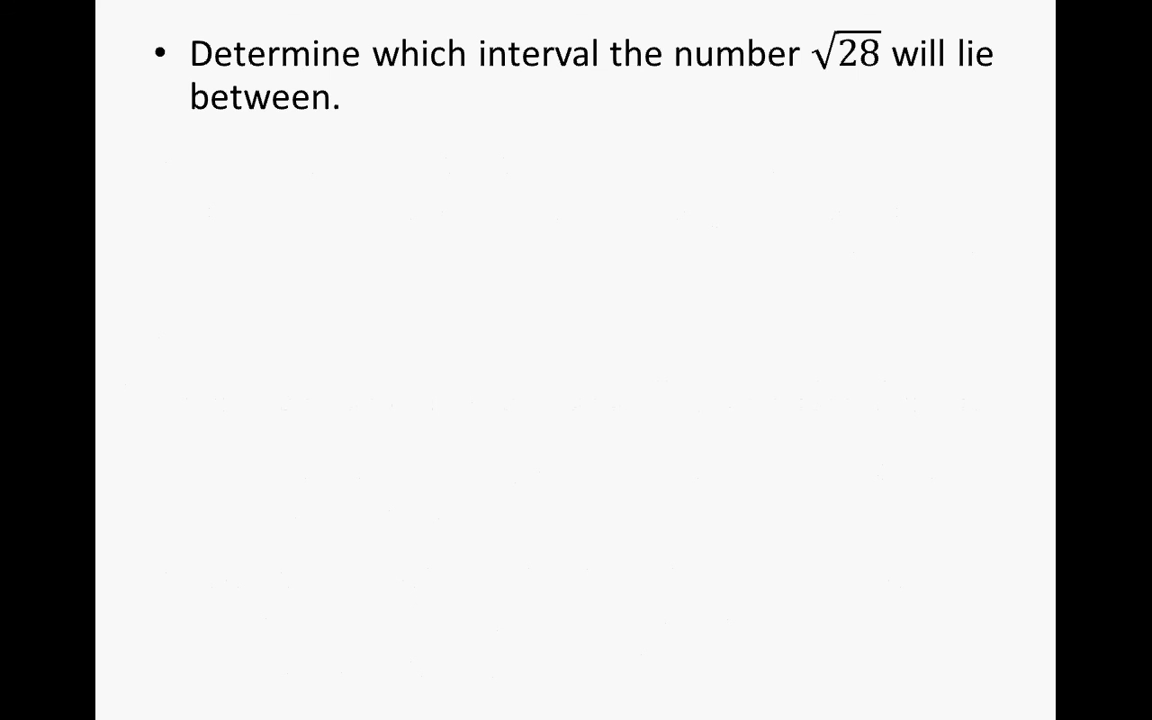 • Determine which interval the number √28 will lie
between.